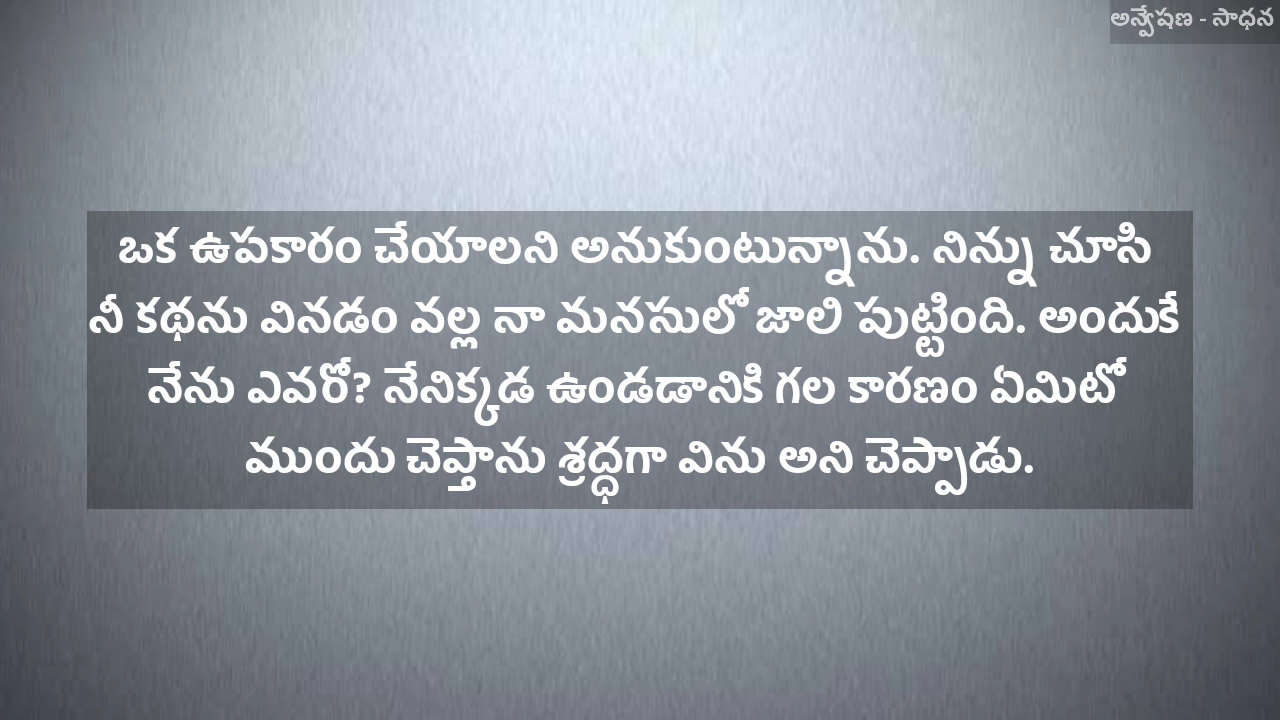 అన్వేషణ - సాధన
ఒక ఉపకారం చేయాలని అనుకుంటున్నాను. నిన్ను చూసి
నీ కథను వినడం వల్ల నా మనసులో జాలి పుట్టింది. అందుకే
నేను ఎవరో? నేనిక్కడ ఉండడానికి గల కారణం ఏమిటో
ముందు చెప్తాను శ్రద్ధగా విను అని చెప్పాడు.